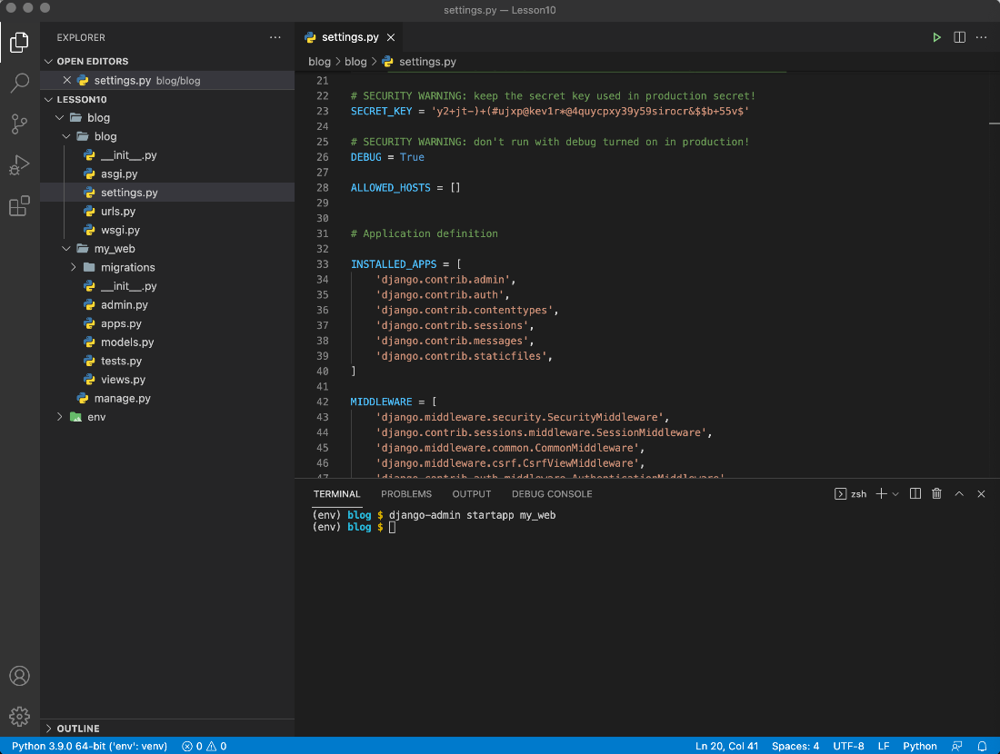 settings.py — Lesson10
EXPLORER
OPEN EDITORS
settings.py blog/blog
LESSON10
blog
blog
__init__.py
asgi.py
settings.py
urls.py
wsgi.py
my_web
migrations
__init__.py
admin.py
apps.py
models.py
tests.py
views.py
manage.py
env
OUTLINE
settings.py
blog > blog > settings.py
21
22 # SECURITY WARNING: keep the secret key used in production secret!
23 SECRET_KEY = 'y2+jt-)+(#ujxp@kev1r*@4quycpxy39y59sirocr&$$b+55v$'
24
25 # SECURITY WARNING: don't run with debug turned on in production!
26 DEBUG = True
27
28 ALLOWED_HOSTS = []
29
30
31 # Application definition
32
33 INSTALLED_APPS = [
34 'django.contrib.admin',
35 'django.contrib.auth',
36 'django.contrib.contenttypes',
37 'django.contrib.sessions',
38 'django.contrib.messages',
39 'django.contrib.staticfiles',
40 ]
41
42 MIDDLEWARE = [
43 'django.middleware.security.SecurityMiddleware',
44 'django.contrib.sessions.middleware.SessionMiddleware',
45 'django.middleware.common.CommonMiddleware',
46 'django.middleware.csrf.CsrfViewMiddleware',
47 'django.contrib.auth.middleware.AuthenticationMiddleware'
TERMINAL PROBLEMS OUTPUT DEBUG CONSOLE zsh
(env) blog $ django-admin startapp my_web
(env) blog $
Python 3.9.0 64-bit ('env': venv) 0 0 Ln 20, Col 41 Spaces: 4 UTF-8 LF Python